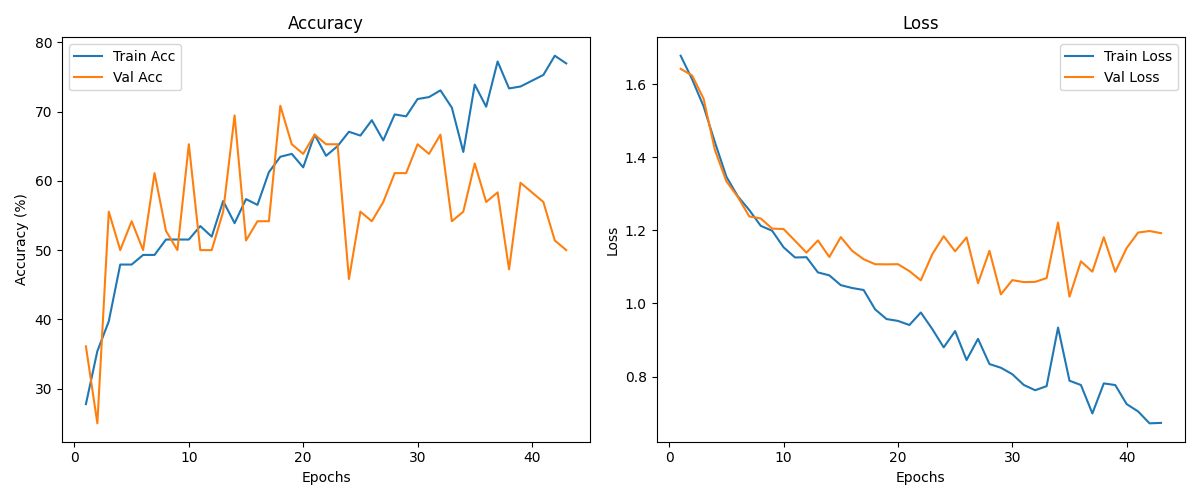 Accuracy
Train Acc
Val Acc
80
70
60
50
40
30
Accuracy (%)
0 10 20 30 40
Epochs
Loss
Train Loss
Val Loss
1.6
1.4
1.2
1.0
0.8
Loss
0 10 20 30 40
Epochs